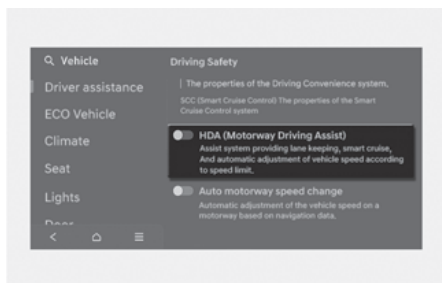 Vehicle
Driver assistance
ECO Vehicle
Climate
Seat
Lights
Door
Driving Safety
The properties of the Driving Convenience system,
SCC (Smart Cruise Control) The properties of the Smart
Cruise Control system
HDA (Motorway Driving Assist)
Assist system providing lane keeping, smart cruise,
And automatic adjustment of vehicle speed according
to speed limit,
Auto motorway speed change
Automatic adjustment of the vehicle speed on a
motorway based on navigation data,